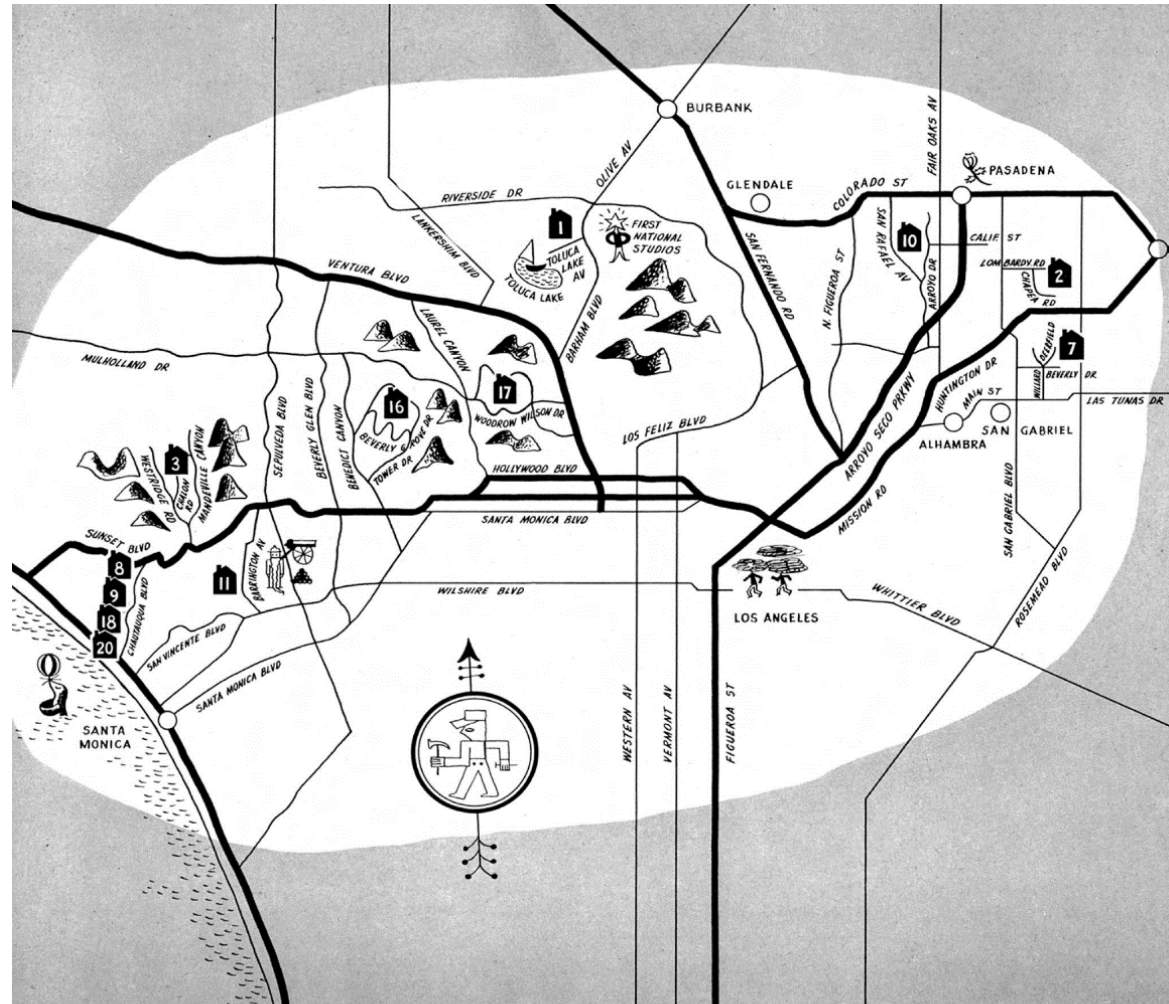 BURBANK
FAIR OAKS AV
OLIVE AV
PASADENA
GLENDALE
COLORADO ST
RIVERSIDE DR
LANKERSHIM BLVD
1
FIRST
NATIONAL
STUDIOS
SAN RAFAEL AV
10
CALIF. ST
TOLUCA
LAKE
AV
TOLUCA LAKE
SAN FERNANDO RD
N. FIGUEROA ST
ARROYO DR
LOMBARDY RD
2
CHAPEA
RD
VENTURA BLVD
LAUREL CANYON
BARHAM BLVD
MULHOLLAND DR
HUNTINGTON DR
MAIN ST
DEERFIELD
7
MILLARD
BEVERLY DR.
LAS TUNAS DR
17
WOODROW WILSON DR
16
BEVERLY GROVE DR
TOWER DR
SEPULVEDA BLVD
BEVERLY GLEN BLVD
BENEDICT CANYON
LOS FELIZ BLVD
ARROYO SECO PRKWY
ALHAMBRA
SAN GABRIEL
3
WESTRIDGE RD
CHALON RD
MANDEVILLE CANYON
HOLLYWOOD BLVD
MISSION RD
SAN GABRIEL BLVD
SANTA MONICA BLVD
SUNSET BLVD
8
9
18
20
CHAUTAUQUA BLVD
11
BARRINGTON AV
WILSHIRE BLVD
LOS ANGELES
WHITTIER BLVD
ROSEMEAD BLVD
SAN VINCENTE BLVD
SANTA MONICA BLVD
SANTA
MONICA
WESTERN AV
VERMONT AV
FIGUEROA ST